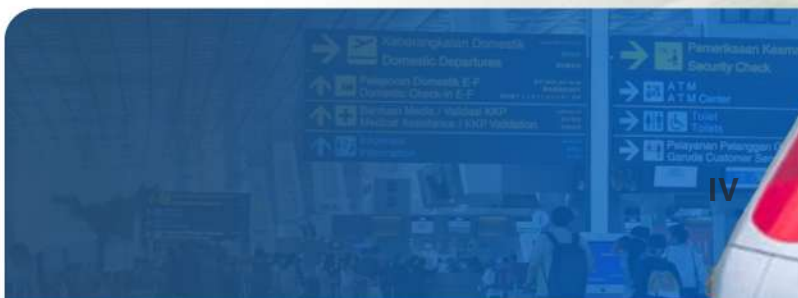 Keberangkatan Domestik
Domestic Departures
Pelaporan Domestik E-F
Domestic Check-in E-F
Bantuan Medis / Validasi KKP
Medical Assistance / KKP Validation
Pemeriksaan Keama
Security Check
ATM
ATM Center
Toilet
Toilets
Pelayanan Pelanggan G
Garuda Customer Ser
IV